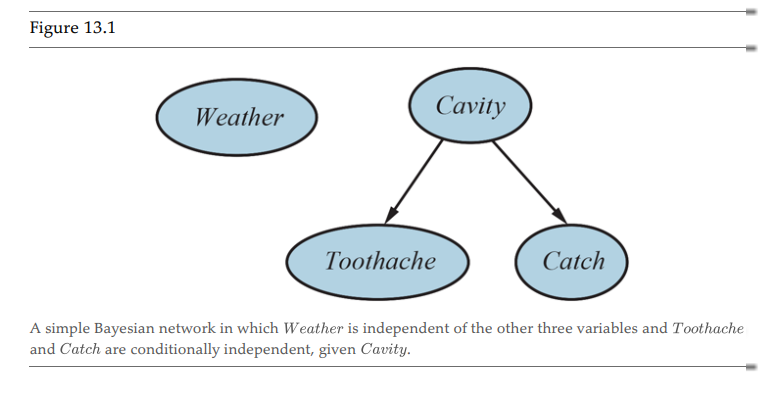 Figure 13.1
Weather
Cavity
Toothache
Catch
A simple Bayesian network in which Weather is independent of the other three variables and Toothache
and Catch are conditionally independent, given Cavity.